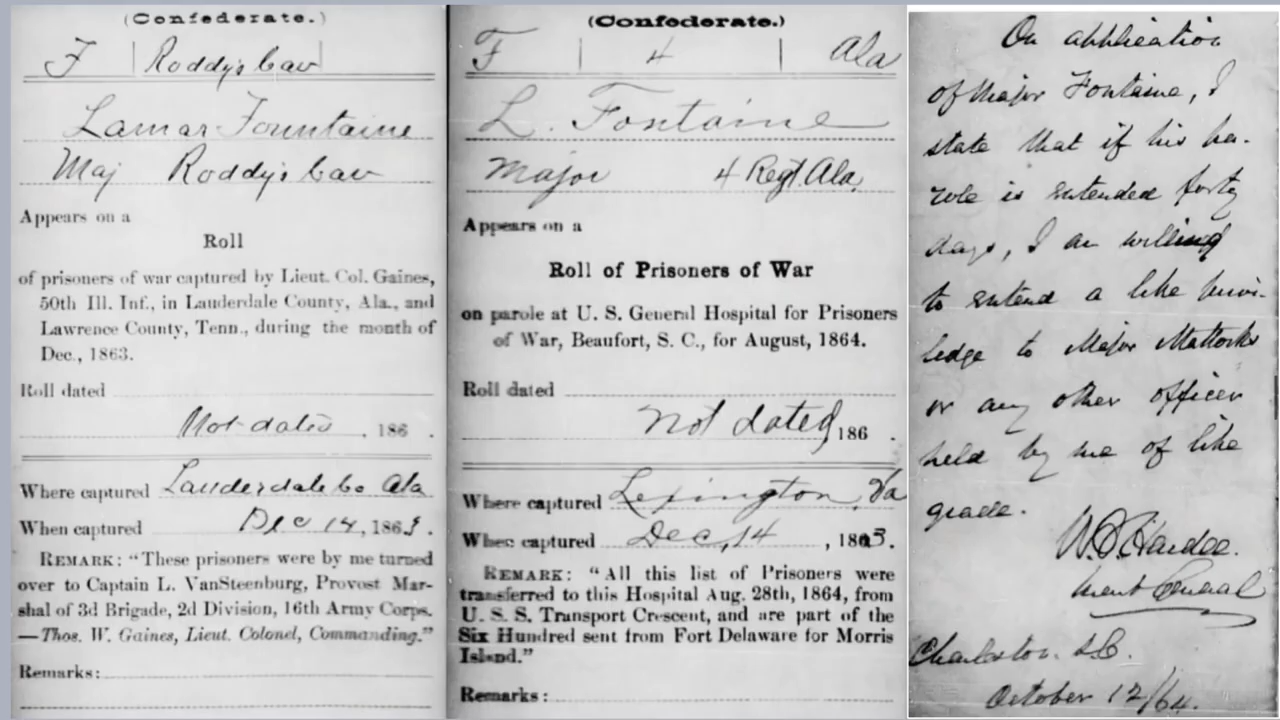 (Confederate.)
F Roddy's Cav
Lamar Fountaine
Maj Roddy's Cav
Appears on a
Roll
of prisoners of war captured by Lieut. Col. Gaines,
50th Ill. Inf., in Lauderdale County, Ala., and
Lawrence County, Tenn., during the month of
Dec., 1863.
Roll dated
Not dated, 186 .
Where captured Lauderdale Co Ala
When captured Dec 14, 1863.
REMARK: "These prisoners were by me turned
over to Captain L. VanSteenburg, Provost Mar-
shal of 3d Brigade, 2d Division, 16th Army Corps.
—Thos. W. Gaines, Lieut. Colonel, Commanding."
Remarks:
(Confederate.)
F 4 Ala
L. Fontaine
Major 4 Regt Ala.
Appears on a
Roll of Prisoners of War
on parole at U. S. General Hospital for Prisoners
of War, Beaufort, S. C., for August, 1864.
Roll dated
Not dated, 186 .
Where captured Lexington, Va
When captured Dec, 14, 1863.
REMARK: "All this list of Prisoners were
transferred to this Hospital Aug. 28th, 1864, from
U. S. S. Transport Crescent, and are part of the
Six Hundred sent from Fort Delaware for Morris
Island."
Remarks:
On application
of Major Fontaine, I
state that if his pa-
role is extended forty
days, I am willing
to extend a like privi-
ledge to Major Mattocks
or any other officer
held by me of like
grade.
W. J. Hardee.
Lieut General
Charleston. S.C.
October 12/64.